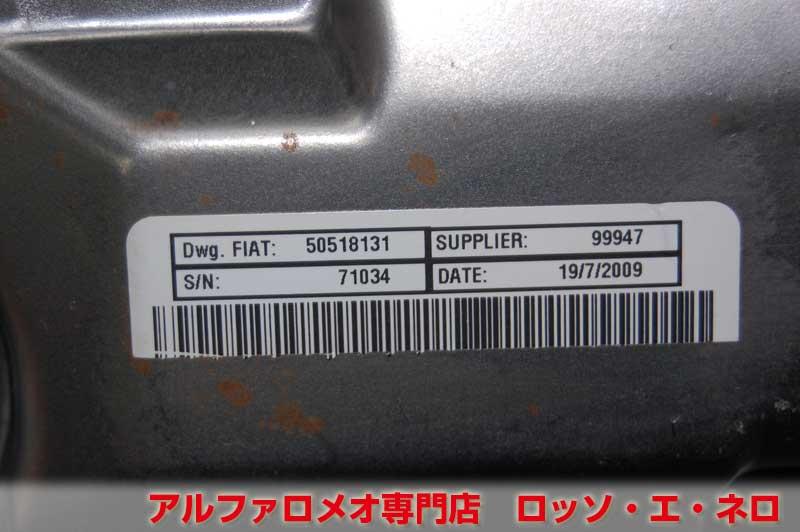 Dwg. FIAT: 50518131 SUPPLIER: 99947
S/N: 71034 DATE: 19/7/2009
アルファロメオ専門店 ロッソ・エ・ネロ